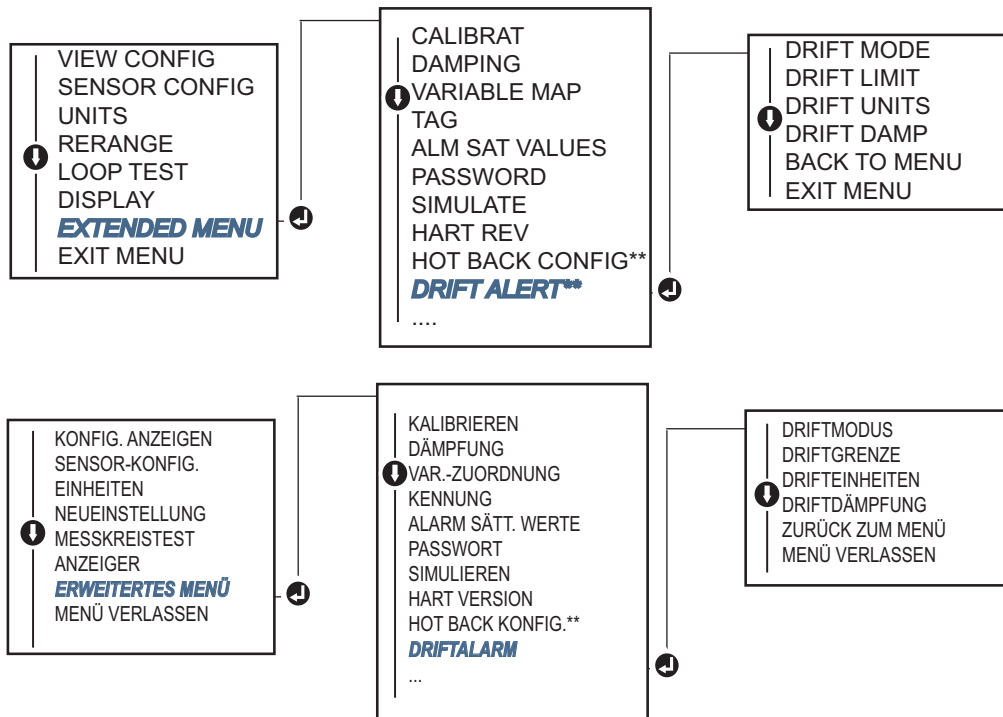 VIEW CONFIG
SENSOR CONFIG
UNITS
RERANGE
LOOP TEST
DISPLAY
EXTENDED MENU
EXIT MENU
CALIBRAT
DAMPING
VARIABLE MAP
TAG
ALM SAT VALUES
PASSWORD
SIMULATE
HART REV
HOT BACK CONFIG**
DRIFT ALERT**
....
DRIFT MODE
DRIFT LIMIT
DRIFT UNITS
DRIFT DAMP
BACK TO MENU
EXIT MENU
KONFIG. ANZEIGEN
SENSOR-KONFIG.
EINHEITEN
NEUEINSTELLUNG
MESSKREISTEST
ANZEIGER
ERWEITERTES MENÜ
MENÜ VERLASSEN
KALIBRIEREN
DÄMPFUNG
VAR.-ZUORDNUNG
KENNUNG
ALARM SÄTT. WERTE
PASSWORT
SIMULIEREN
HART VERSION
HOT BACK KONFIG.**
DRIFTALARM
...
DRIFTMODUS
DRIFTGRENZE
DRIFTEINHEITEN
DRIFTDÄMPFUNG
ZURÜCK ZUM MENÜ
MENÜ VERLASSEN